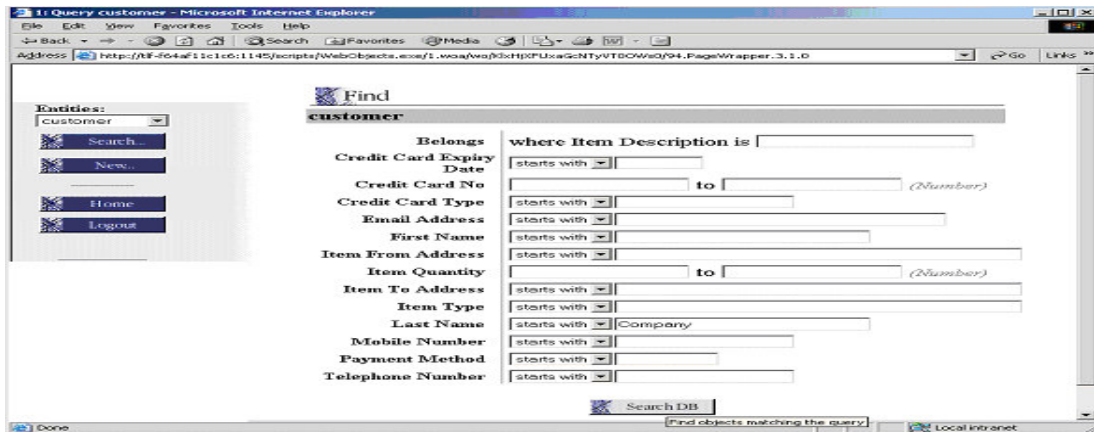 1: Query customer - Microsoft Internet Explorer
File Edit View Favorites Tools Help
Back Search Favorites Media
Address Go Links »
Find
Entities:
customer
Search...
New...
Home
Logout
customer
Belongs where Item Description is
Credit Card Expiry Date starts with
Credit Card No to (Number)
Credit Card Type starts with
Email Address starts with
First Name starts with
Item From Address starts with
Item Quantity to (Number)
Item To Address starts with
Item Type starts with
Last Name starts with Company
Mobile Number starts with
Payment Method starts with
Telephone Number starts with
Search DB
Find objects matching the query
Done Local intranet